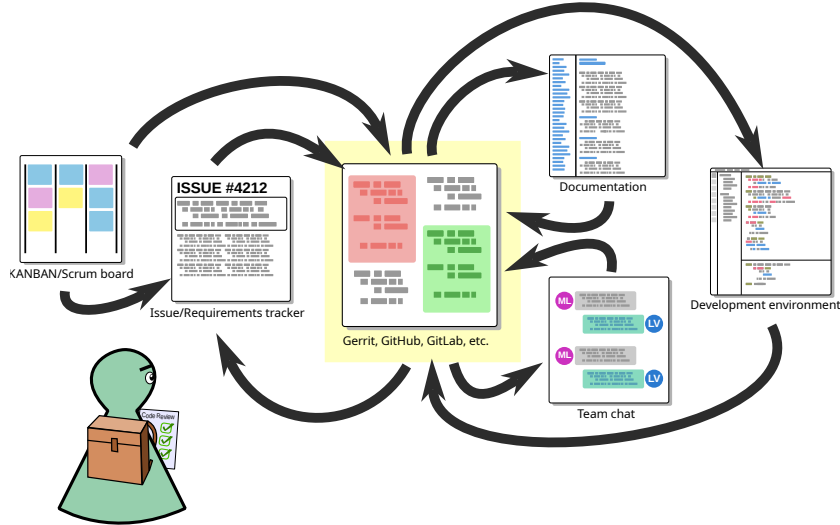 ISSUE #4212
Documentation
KANBAN/Scrum board
Issue/Requirements tracker
Gerrit, GitHub, GitLab, etc.
Development environment
ML
LV
ML
LV
Team chat
Code Review